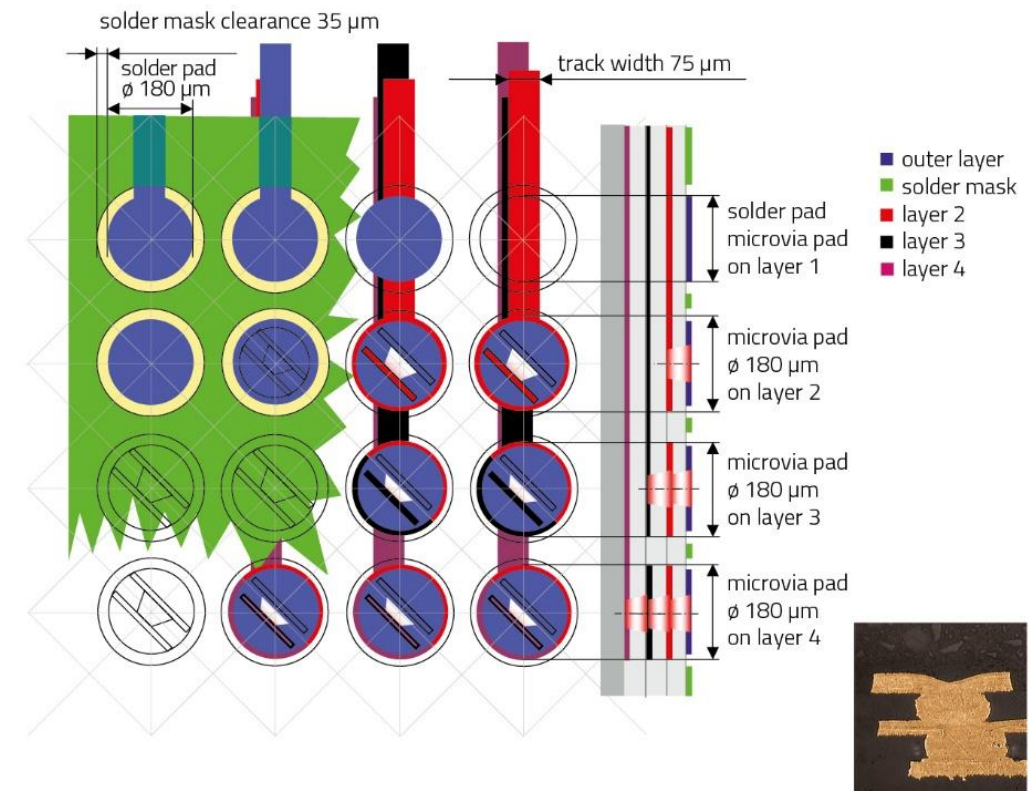 solder mask clearance 35 µm
solder pad
ø 180 µm
track width 75 µm
outer layer
solder mask
layer 2
layer 3
layer 4
solder pad
microvia pad
on layer 1
microvia pad
ø 180 µm
on layer 2
microvia pad
ø 180 µm
on layer 3
microvia pad
ø 180 µm
on layer 4